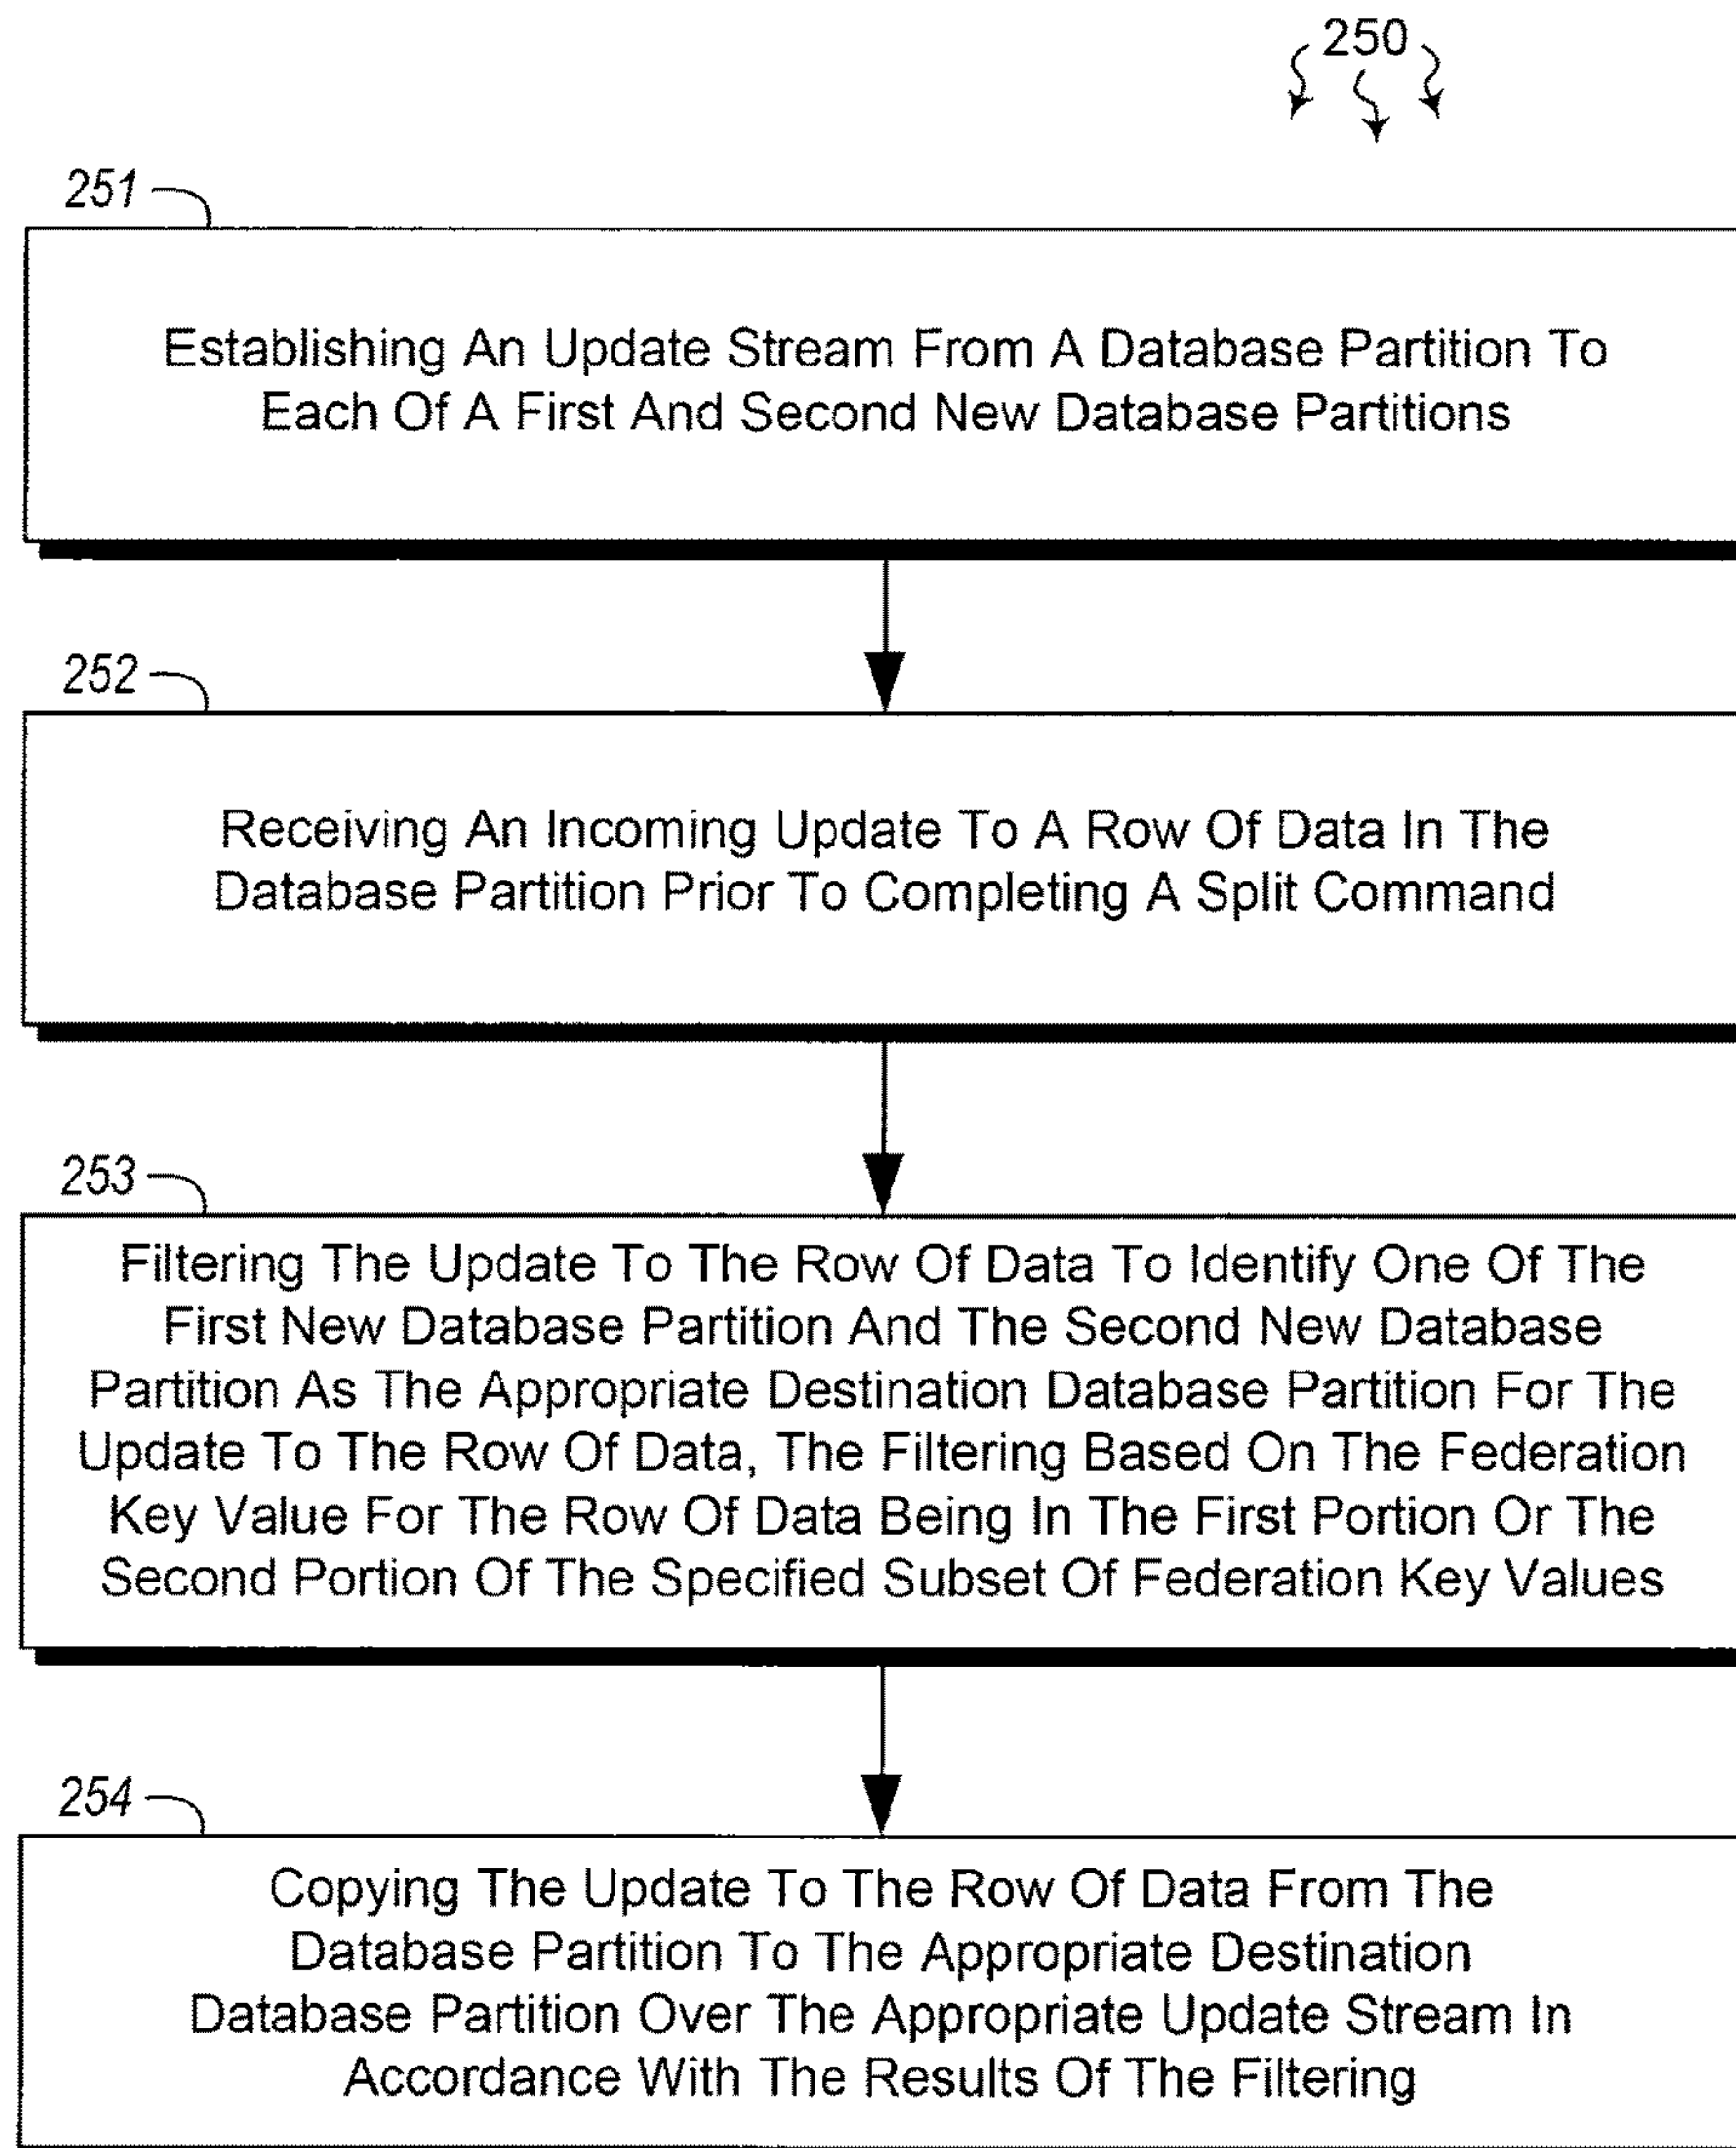 250
251
Establishing An Update Stream From A Database Partition To
Each Of A First And Second New Database Partitions
252
Receiving An Incoming Update To A Row Of Data In The
Database Partition Prior To Completing A Split Command
253
Filtering The Update To The Row Of Data To Identify One Of The
First New Database Partition And The Second New Database
Partition As The Appropriate Destination Database Partition For The
Update To The Row Of Data, The Filtering Based On The Federation
Key Value For The Row Of Data Being In The First Portion Or The
Second Portion Of The Specified Subset Of Federation Key Values
254
Copying The Update To The Row Of Data From The
Database Partition To The Appropriate Destination
Database Partition Over The Appropriate Update Stream In
Accordance With The Results Of The Filtering